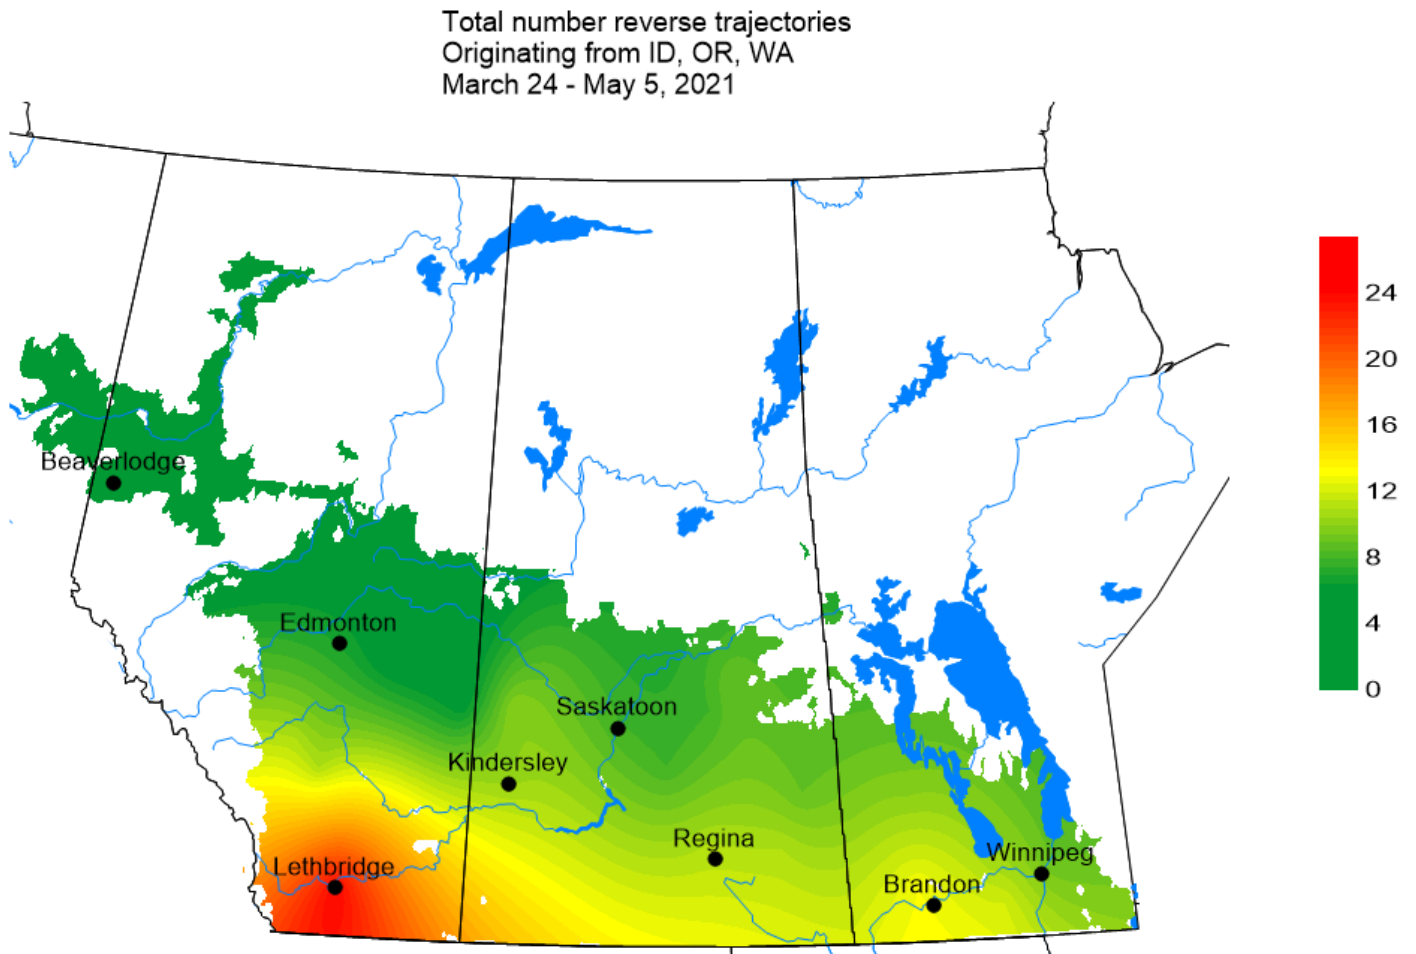 Total number reverse trajectories
Originating from ID, OR, WA
March 24 - May 5, 2021
24
20
16
12
8
4
0
Beaverlodge
Edmonton
Saskatoon
Kindersley
Regina
Winnipeg
Lethbridge
Brandon